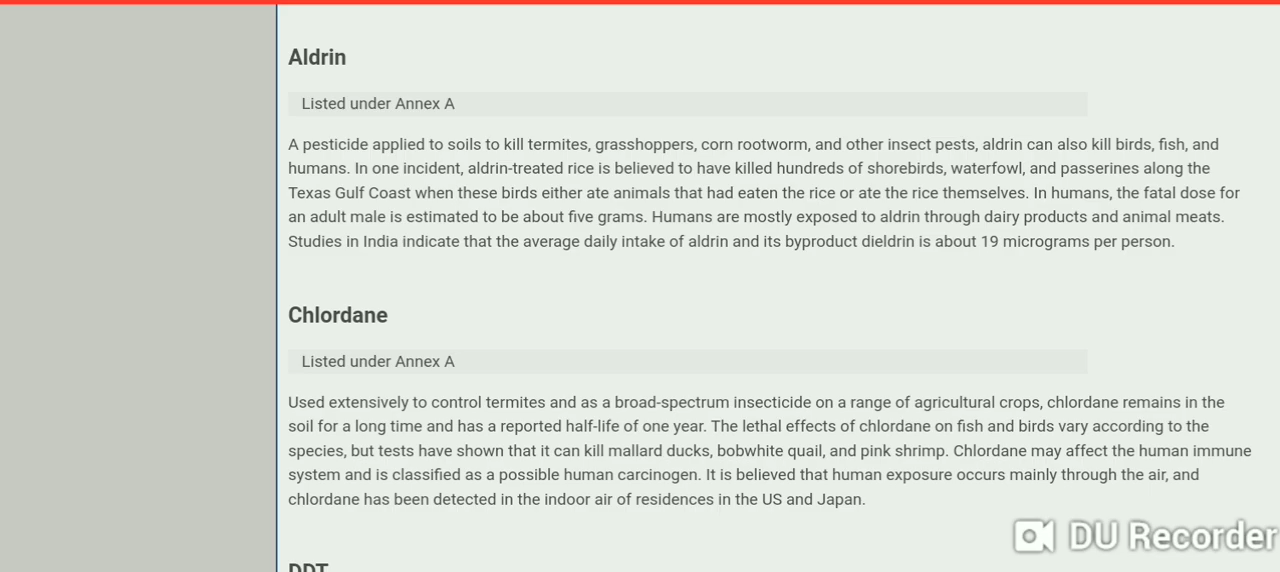 Aldrin
Listed under Annex A
A pesticide applied to soils to kill termites, grasshoppers, corn rootworm, and other insect pests, aldrin can also kill birds, fish, and
humans. In one incident, aldrin-treated rice is believed to have killed hundreds of shorebirds, waterfowl, and passerines along the
Texas Gulf Coast when these birds either ate animals that had eaten the rice or ate the rice themselves. In humans, the fatal dose for
an adult male is estimated to be about five grams. Humans are mostly exposed to aldrin through dairy products and animal meats.
Studies in India indicate that the average daily intake of aldrin and its byproduct dieldrin is about 19 micrograms per person.
Chlordane
Listed under Annex A
Used extensively to control termites and as a broad-spectrum insecticide on a range of agricultural crops, chlordane remains in the
soil for a long time and has a reported half-life of one year. The lethal effects of chlordane on fish and birds vary according to the
species, but tests have shown that it can kill mallard ducks, bobwhite quail, and pink shrimp. Chlordane may affect the human immune
system and is classified as a possible human carcinogen. It is believed that human exposure occurs mainly through the air, and
chlordane has been detected in the indoor air of residences in the US and Japan.
DU Recorder
DDT